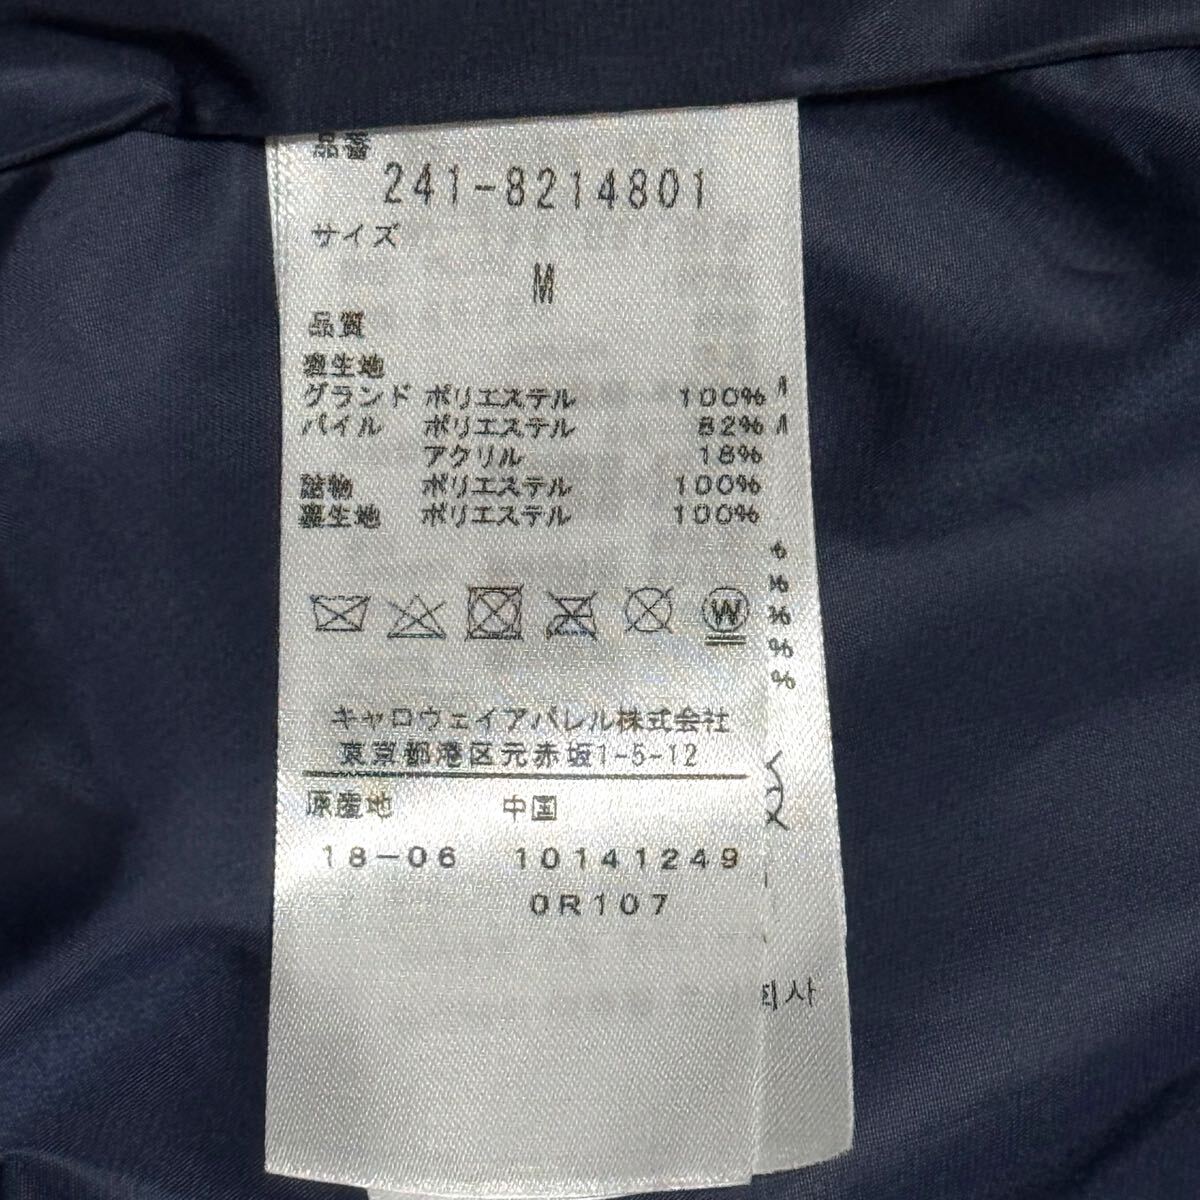 品番
241-8214801
サイズ
M
品質
表生地
グランド ポリエステル 100%
パイル ポリエステル 82%
アクリル 18%
詰物 ポリエステル 100%
裏生地 ポリエステル 100%
W
キャロウェイアパレル株式会社
東京都港区元赤坂1-5-12
原産地 中国
18-06 10141249
0R107
%
%
%
%
%
회사